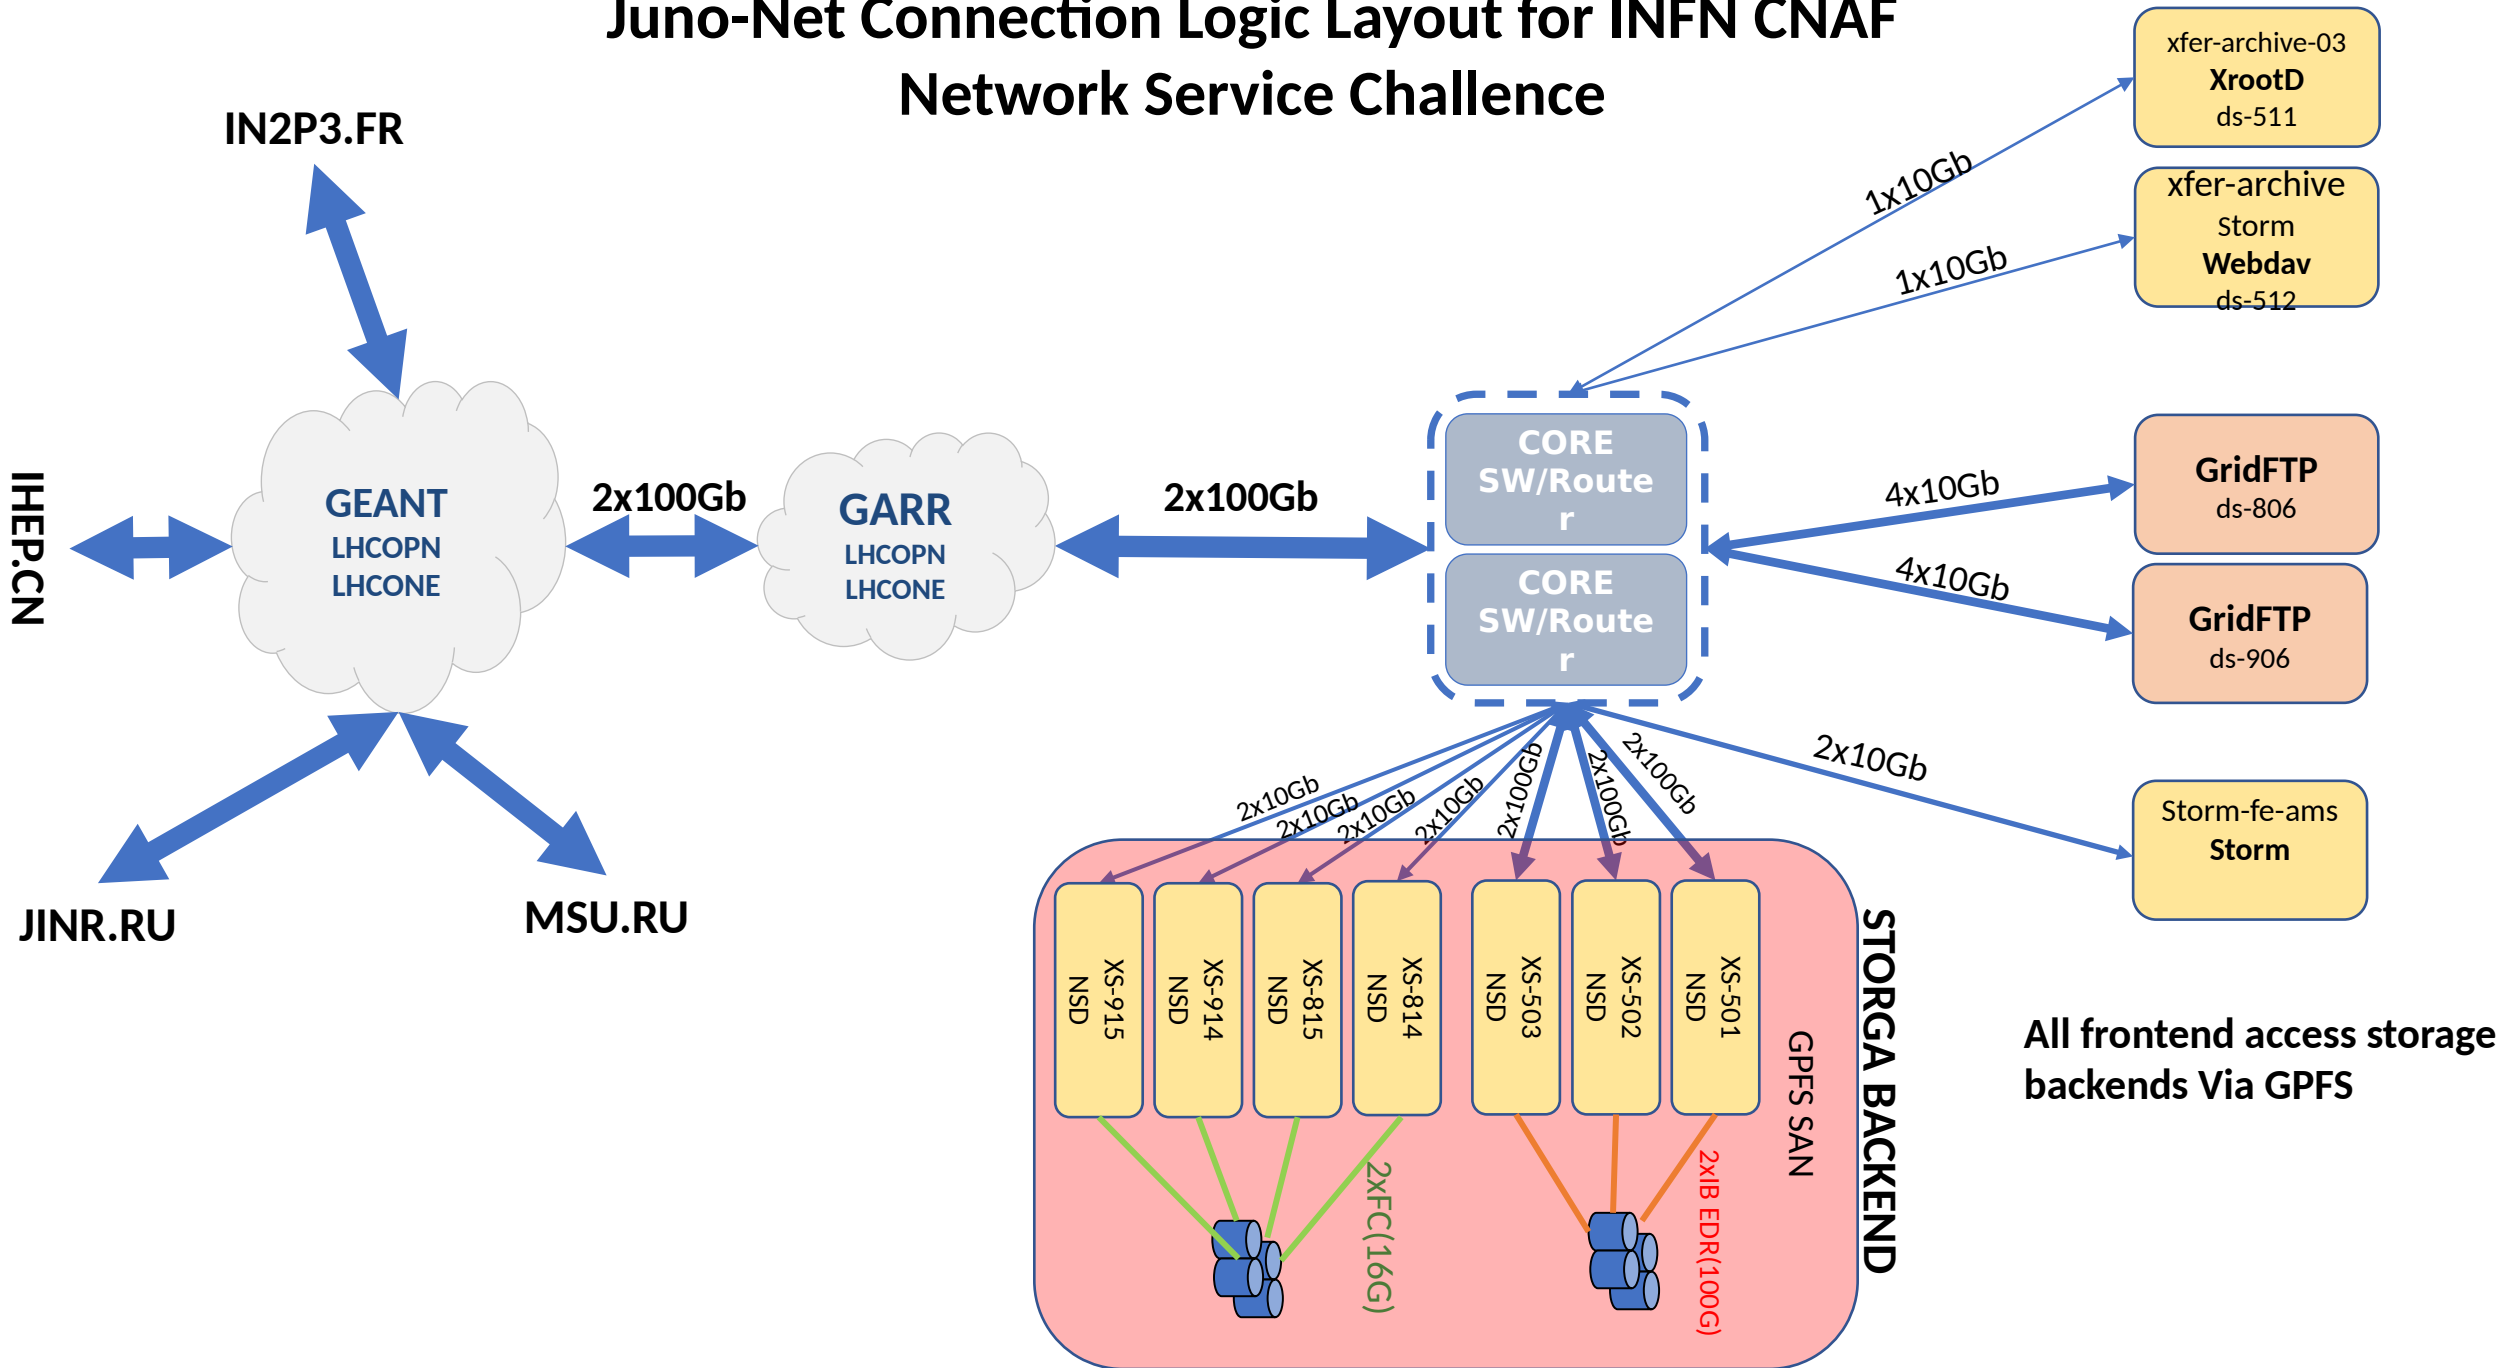 Juno-Net Connection Logic Layout for INFN CNAF
Network Service Challence
xfer-archive-03
XrootD
ds-511
xfer-archive
Storm
Webdav
ds-512
IN2P3.FR
1x10Gb
1x10Gb
IHEP.CN
GEANT
LHCOPN
LHCONE
2x100Gb
GARR
LHCOPN
LHCONE
2x100Gb
CORE
SW/Route
r
CORE
SW/Route
r
4x10Gb
4x10Gb
GridFTP
ds-806
GridFTP
ds-906
JINR.RU
MSU.RU
2x10Gb
2x10Gb
2x10Gb
2x10Gb
2x100Gb
2x100Gb
2x100Gb
2x10Gb
Storm-fe-ams
Storm
XS-915
NSD
XS-914
NSD
XS-815
NSD
XS-814
NSD
XS-503
NSD
XS-502
NSD
XS-501
NSD
GPFS SAN
STORGA BACKEND
2xFC(16G)
2xIB EDR(100G)
All frontend access storage
backends Via GPFS